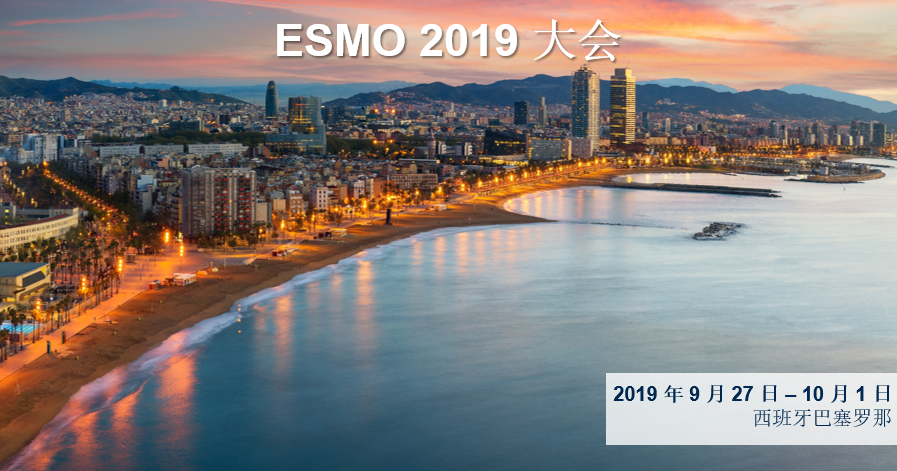 ESMO 2019 大会
2019 年 9 月 27 日 – 10 月 1 日
西班牙巴塞罗那